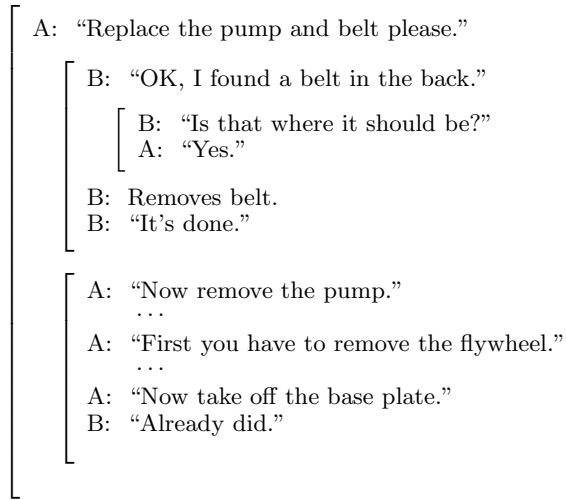 A: “Replace the pump and belt please.”
B: “OK, I found a belt in the back.”
B: “Is that where it should be?”
A: “Yes.”
B: Removes belt.
B: “It’s done.”
A: “Now remove the pump.”
...
A: “First you have to remove the flywheel.”
...
A: “Now take off the base plate.”
B: “Already did.”